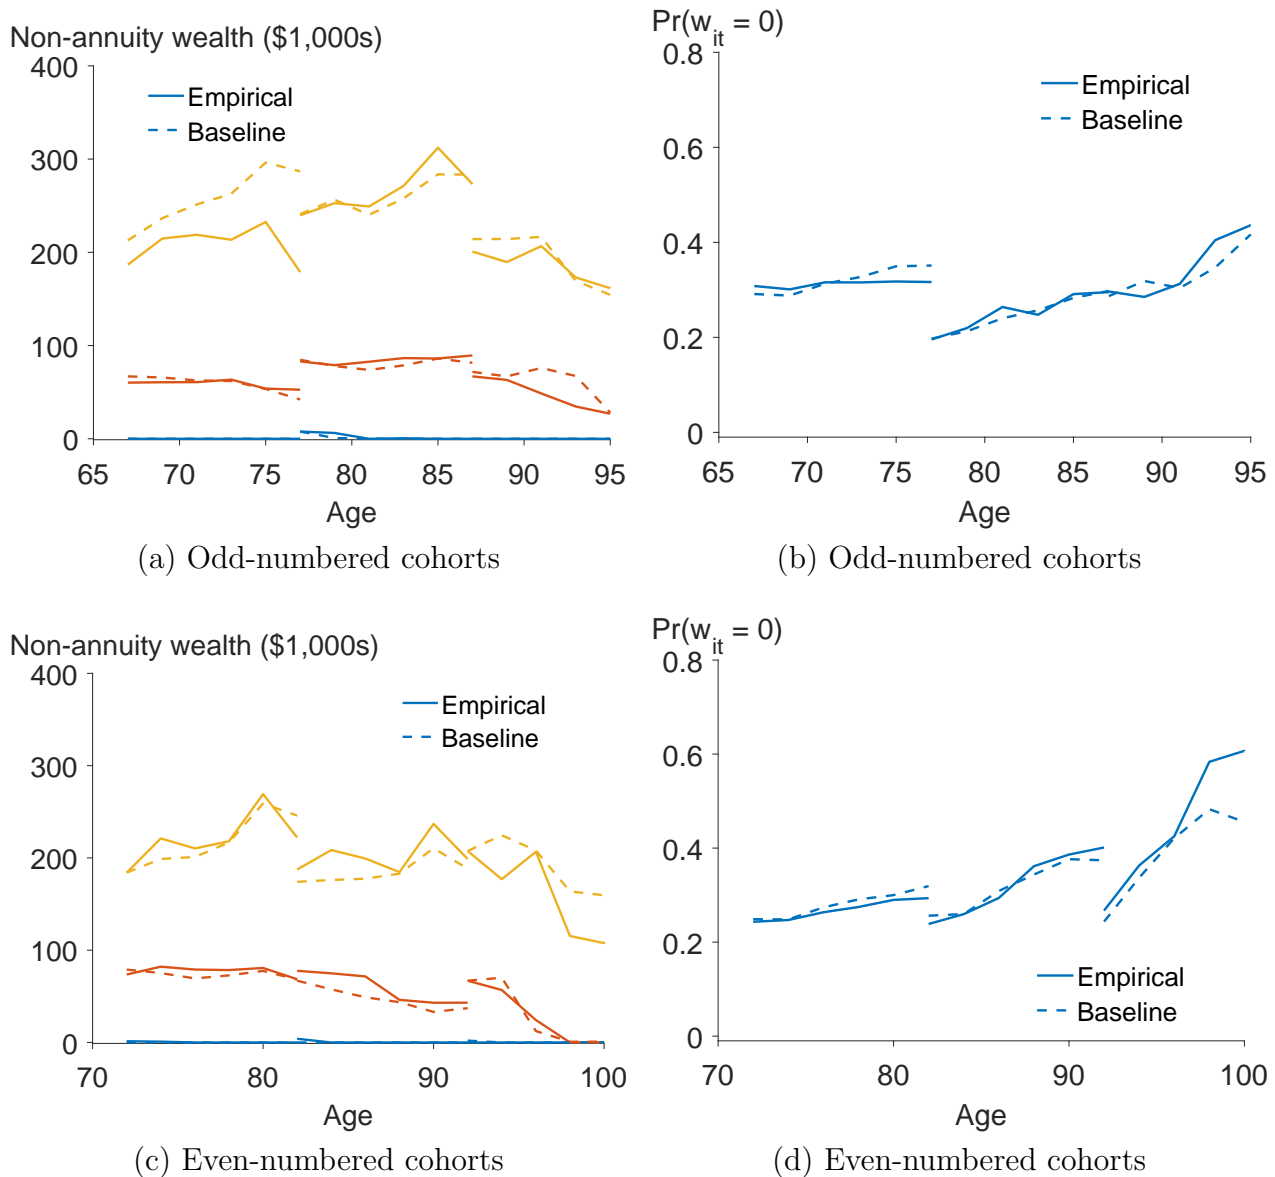 Non-annuity wealth ($1,000s)
400
300
200
100
0
Empirical
Baseline
65 70 75 80 85 90 95
Age
(a) Odd-numbered cohorts
Pr(w_it = 0)
0.8
0.6
0.4
0.2
0
Empirical
Baseline
65 70 75 80 85 90 95
Age
(b) Odd-numbered cohorts
Non-annuity wealth ($1,000s)
400
300
200
100
0
Empirical
Baseline
70 80 90 100
Age
(c) Even-numbered cohorts
Pr(w_it = 0)
0.8
0.6
0.4
0.2
0
Empirical
Baseline
70 80 90 100
Age
(d) Even-numbered cohorts